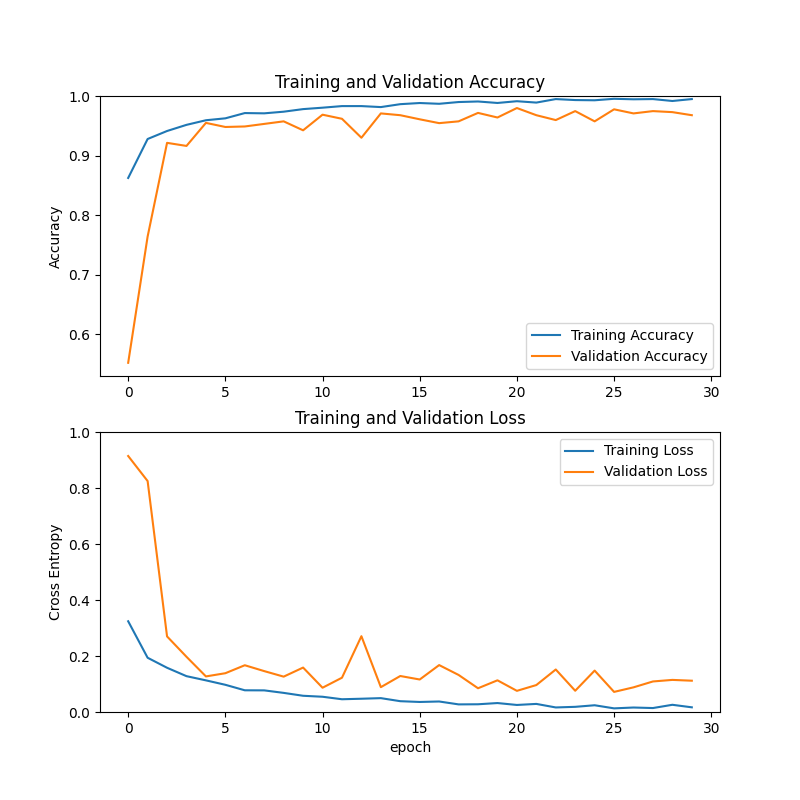 Training and Validation Accuracy
1.0
0.9
0.8
0.7
0.6
Accuracy
Training Accuracy
Validation Accuracy
0 5 10 15 20 25 30
Training and Validation Loss
1.0
0.8
0.6
0.4
0.2
0.0
Cross Entropy
Training Loss
Validation Loss
0 5 10 15 20 25 30
epoch